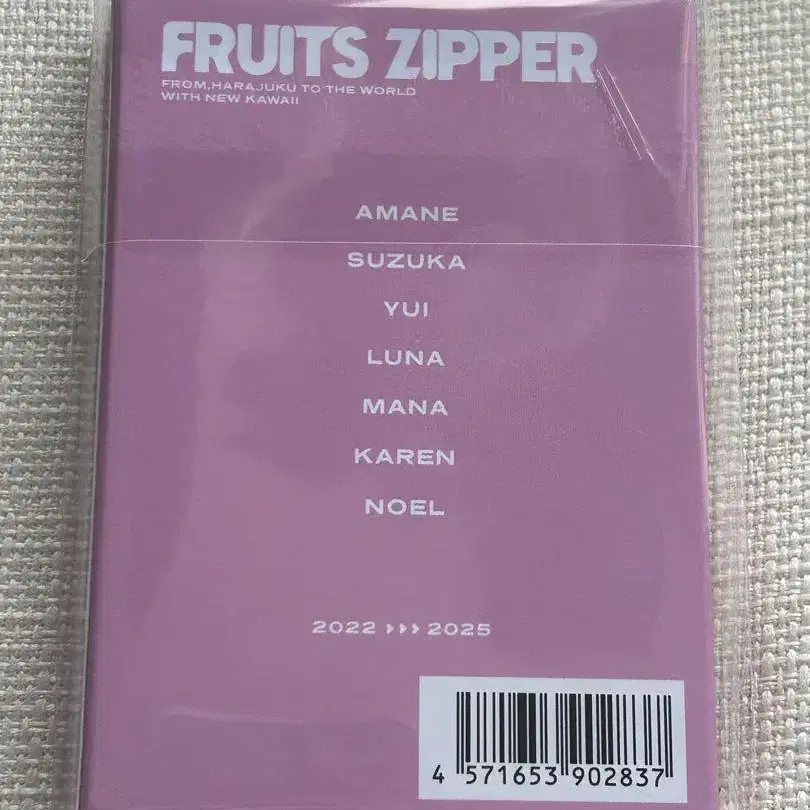 FRUITS ZIPPER
FROM,HARAJUKU TO THE WORLD
WITH NEW KAWAII
AMANE
SUZUKA
YUI
LUNA
MANA
KAREN
NOEL
2022 ››› 2025
4 571653 902837